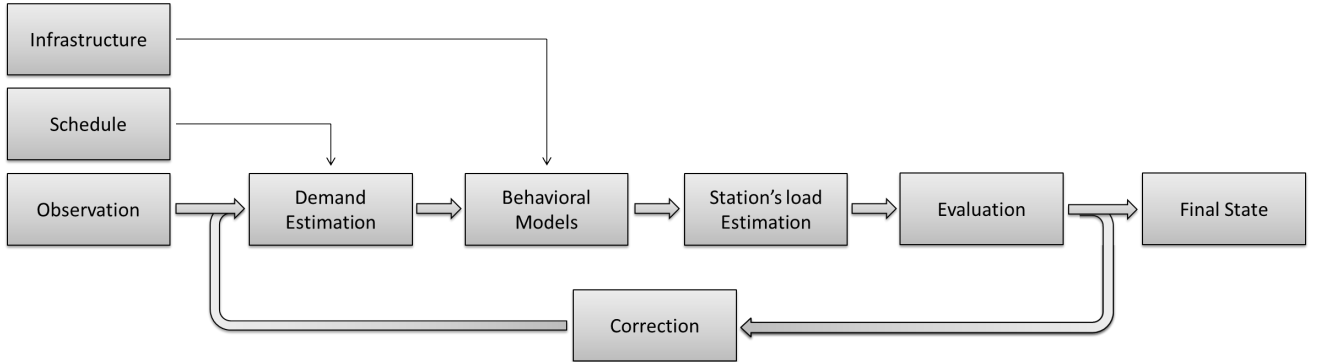 Infrastructure
Schedule
Observation
Demand
Estimation
Behavioral
Models
Station's load
Estimation
Evaluation
Final State
Correction